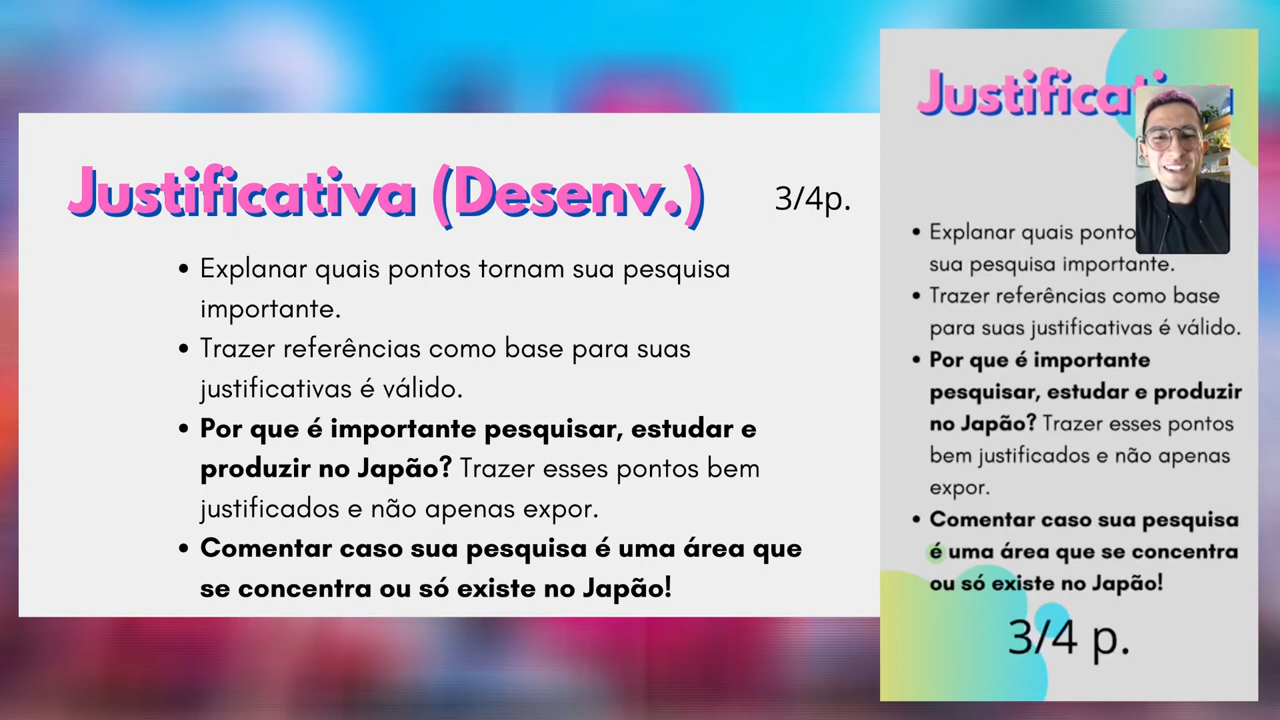 Justificativa (Desenv.)
3/4p.
• Explanar quais pontos tornam sua pesquisa
importante.
• Trazer referências como base para suas
justificativas é válido.
• Por que é importante pesquisar, estudar e
produzir no Japão? Trazer esses pontos bem
justificados e não apenas expor.
• Comentar caso sua pesquisa é uma área que
se concentra ou só existe no Japão!
Justificati
• Explanar quais ponto
sua pesquisa importante.
• Trazer referências como base
para suas justificativas é válido.
• Por que é importante
pesquisar, estudar e produzir
no Japão? Trazer esses pontos
bem justificados e não apenas
expor.
• Comentar caso sua pesquisa
é uma área que se concentra
ou só existe no Japão!
3/4 p.